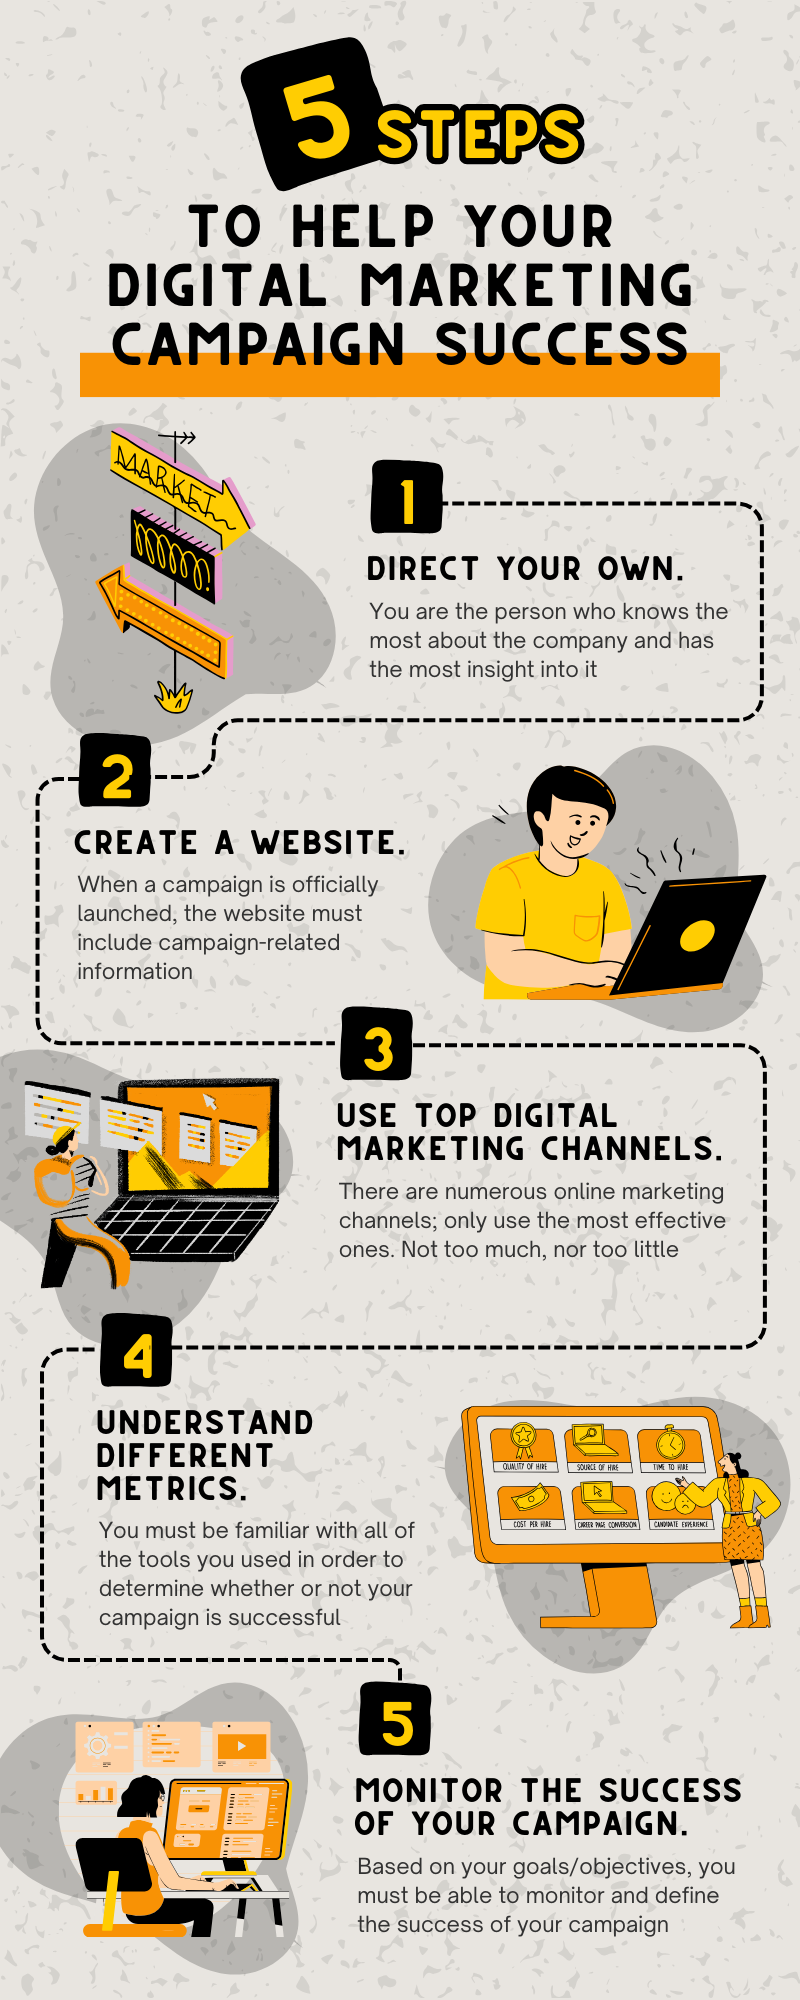 5 STEPS
TO HELP YOUR
DIGITAL MARKETING
CAMPAIGN SUCCESS
MARKET
1
DIRECT YOUR OWN.
You are the person who knows the
most about the company and has
the most insight into it
2
CREATE A WEBSITE.
When a campaign is officially
launched, the website must
include campaign-related
information
3
USE TOP DIGITAL
MARKETING CHANNELS.
There are numerous online marketing
channels; only use the most effective
ones. Not too much, nor too little
4
UNDERSTAND
DIFFERENT
METRICS.
You must be familiar with all of
the tools you used in order to
determine whether or not your
campaign is successful
QUALITY OF HIRE
SOURCE OF HIRE
TIME TO HIRE
COST PER HIRE
CAREER PAGE CONVERSION
CANDIDATE EXPERIENCE
5
MONITOR THE SUCCESS
OF YOUR CAMPAIGN.
Based on your goals/objectives, you
must be able to monitor and define
the success of your campaign